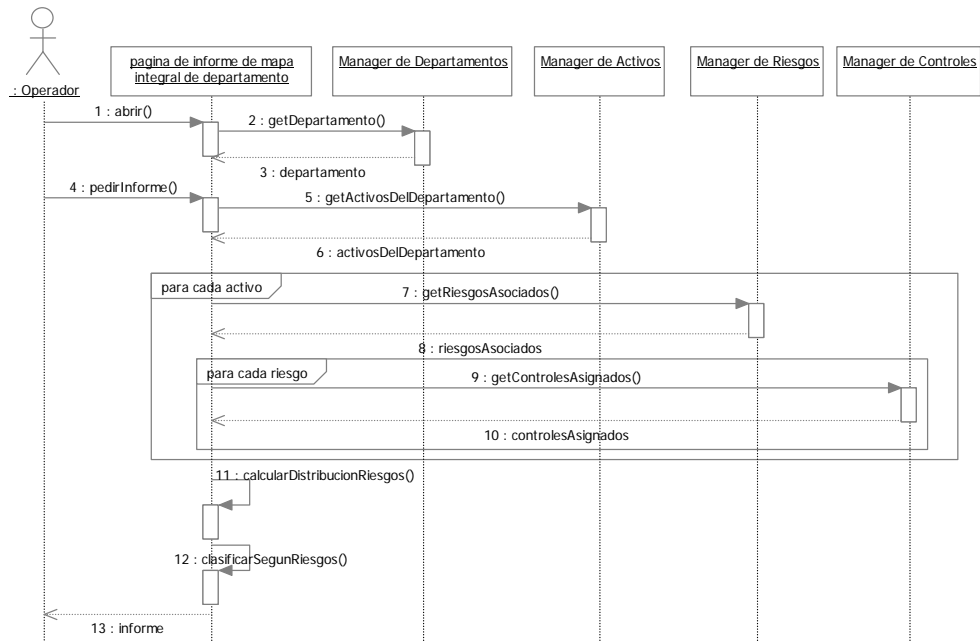 pagina de informe de mapa
integral de departamento
Manager de Departamentos
Manager de Activos
Manager de Riesgos
Manager de Controles
: Operador
1 : abrir()
2 : getDepartamento()
3 : departamento
4 : pedirInforme()
5 : getActivosDelDepartamento()
6 : activosDelDepartamento
para cada activo
7 : getRiesgosAsociados()
8 : riesgosAsociados
para cada riesgo
9 : getControlesAsignados()
10 : controlesAsignados
11 : calcularDistribucionRiesgos()
12 : clasificarSegunRiesgos()
13 : informe